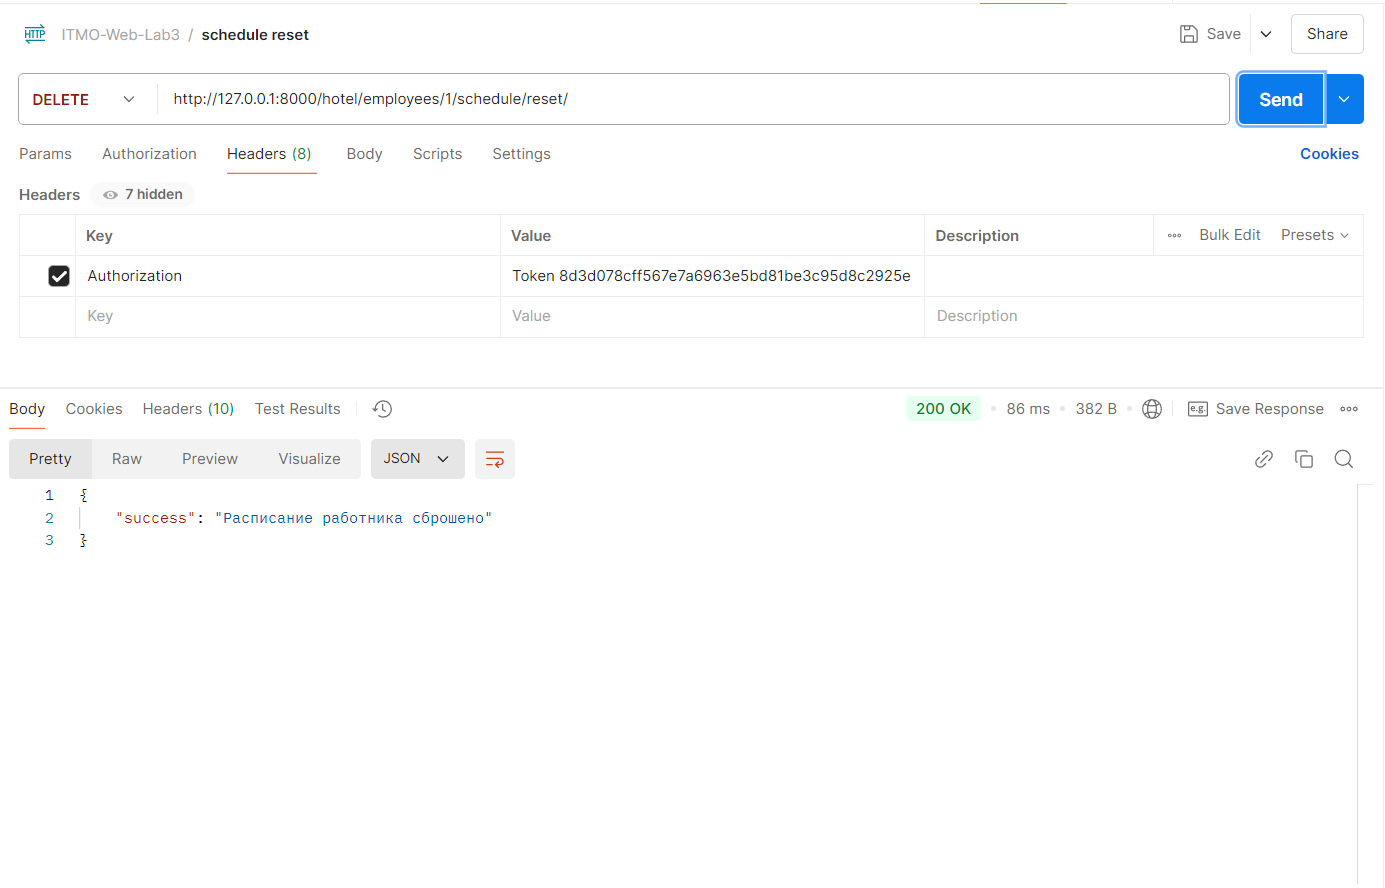 HTTP ITMO-Web-Lab3 / schedule reset Save Share
DELETE http://127.0.0.1:8000/hotel/employees/1/schedule/reset/ Send
Params Authorization Headers (8) Body Scripts Settings Cookies
Headers 7 hidden
Key Value Description Bulk Edit Presets
Authorization Token 8d3d078cff567e7a6963e5bd81be3c95d8c2925e
Key Value Description
Body Cookies Headers (10) Test Results 200 OK 86 ms 382 B e.g. Save Response
Pretty Raw Preview Visualize JSON
1 {
2 "success": "Расписание работника сброшено"
3 }